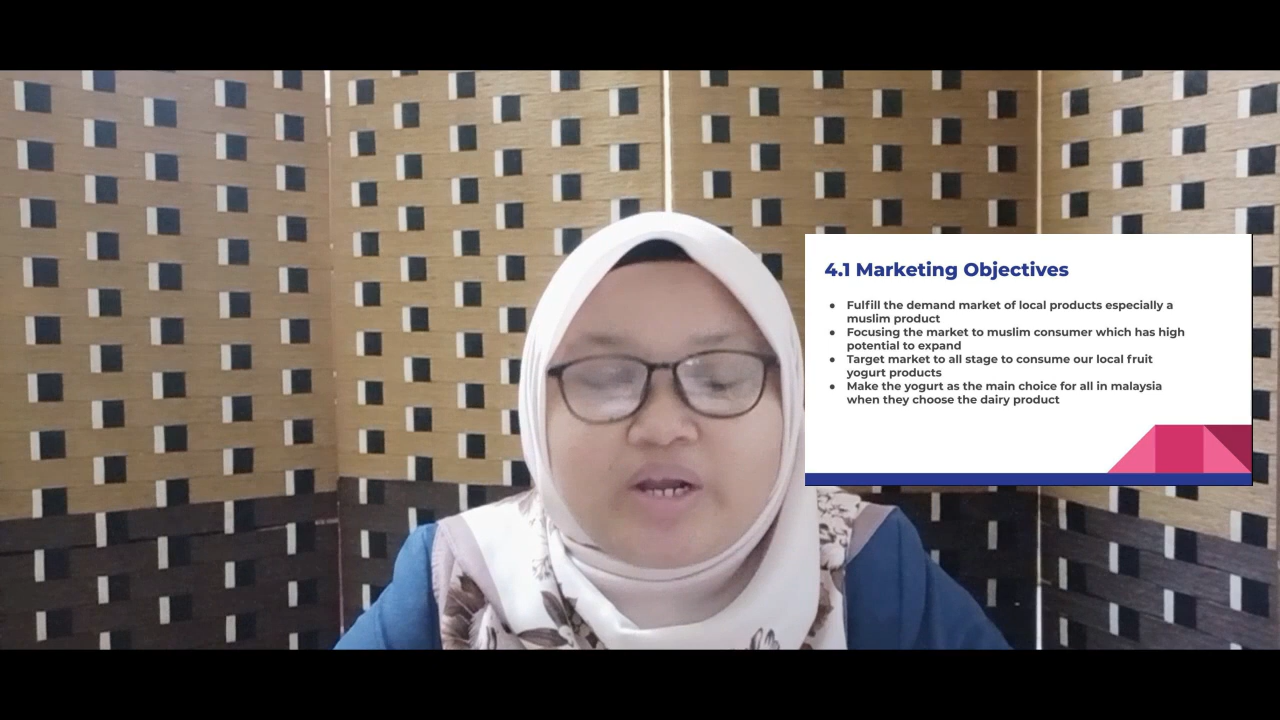 4.1 Marketing Objectives
● Fulfill the demand market of local products especially a
muslim product
● Focusing the market to muslim consumer which has high
potential to expand
● Target market to all stage to consume our local fruit
yogurt products
● Make the yogurt as the main choice for all in malaysia
when they choose the dairy product